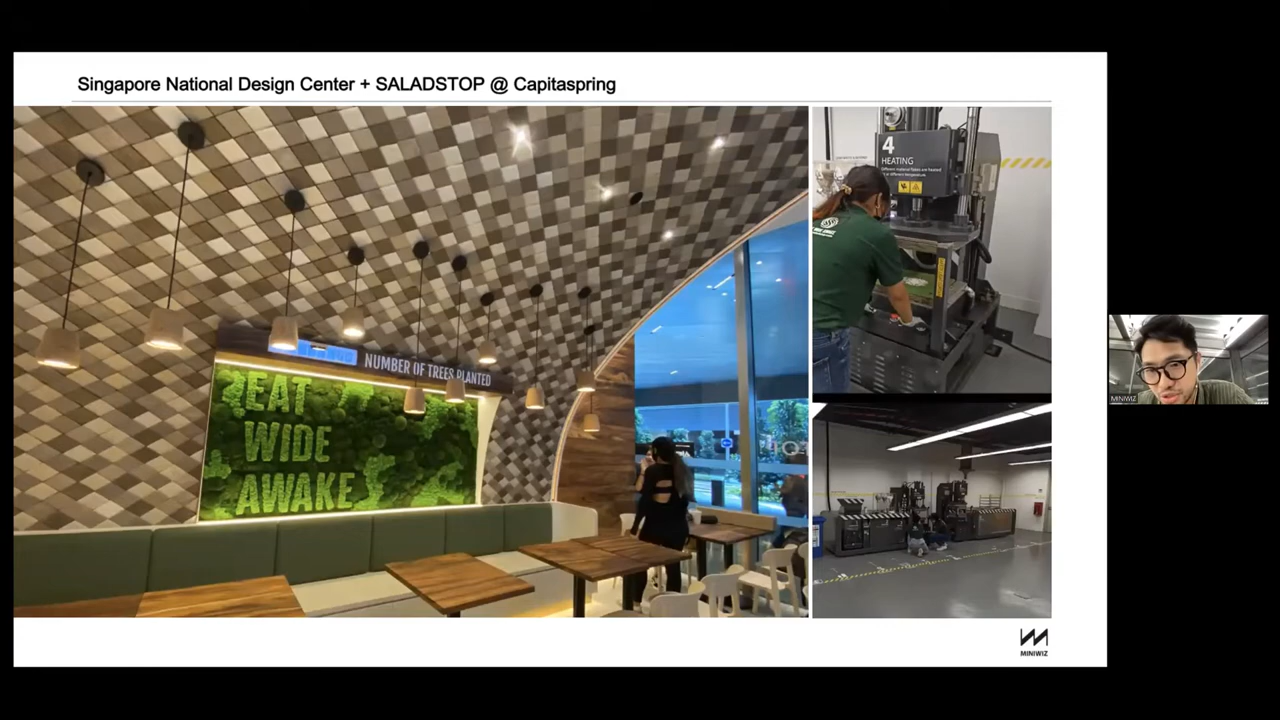 Singapore National Design Center + SALADSTOP @ Capitaspring
NUMBER OF TREES PLANTED
EAT
WIDE
AWAKE
4
HEATING
MINIWIZ
MINIWIZ